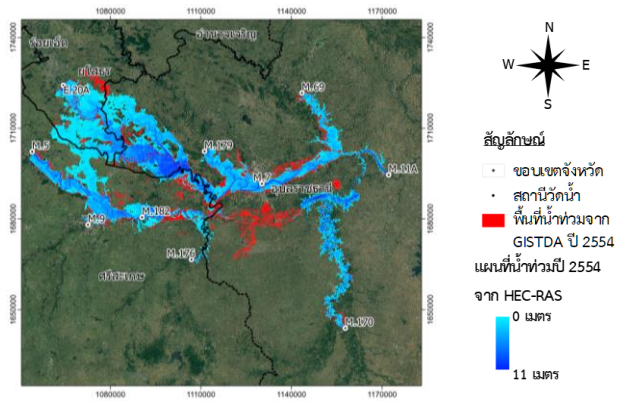 1080000 1110000 1140000 1170000
1740000
1740000
อำนาจเจริญ
ร้อยเอ็ด
ยโสธร
E.20A
M.69
1710000
1710000
M.5
M.179
M.7
M.11A
อุบลราชธานี
M.182
M.9
1680000
1680000
M.176
ศรีสะเกษ
1650000
1650000
M.170
1080000 1110000 1140000 1170000
N
W E
S
สัญลักษณ์
ขอบเขตจังหวัด
สถานีวัดน้ำ
พื้นที่น้ำท่วมจาก
GISTDA ปี 2554
แผนที่น้ำท่วมปี 2554
จาก HEC-RAS
0 เมตร
11 เมตร